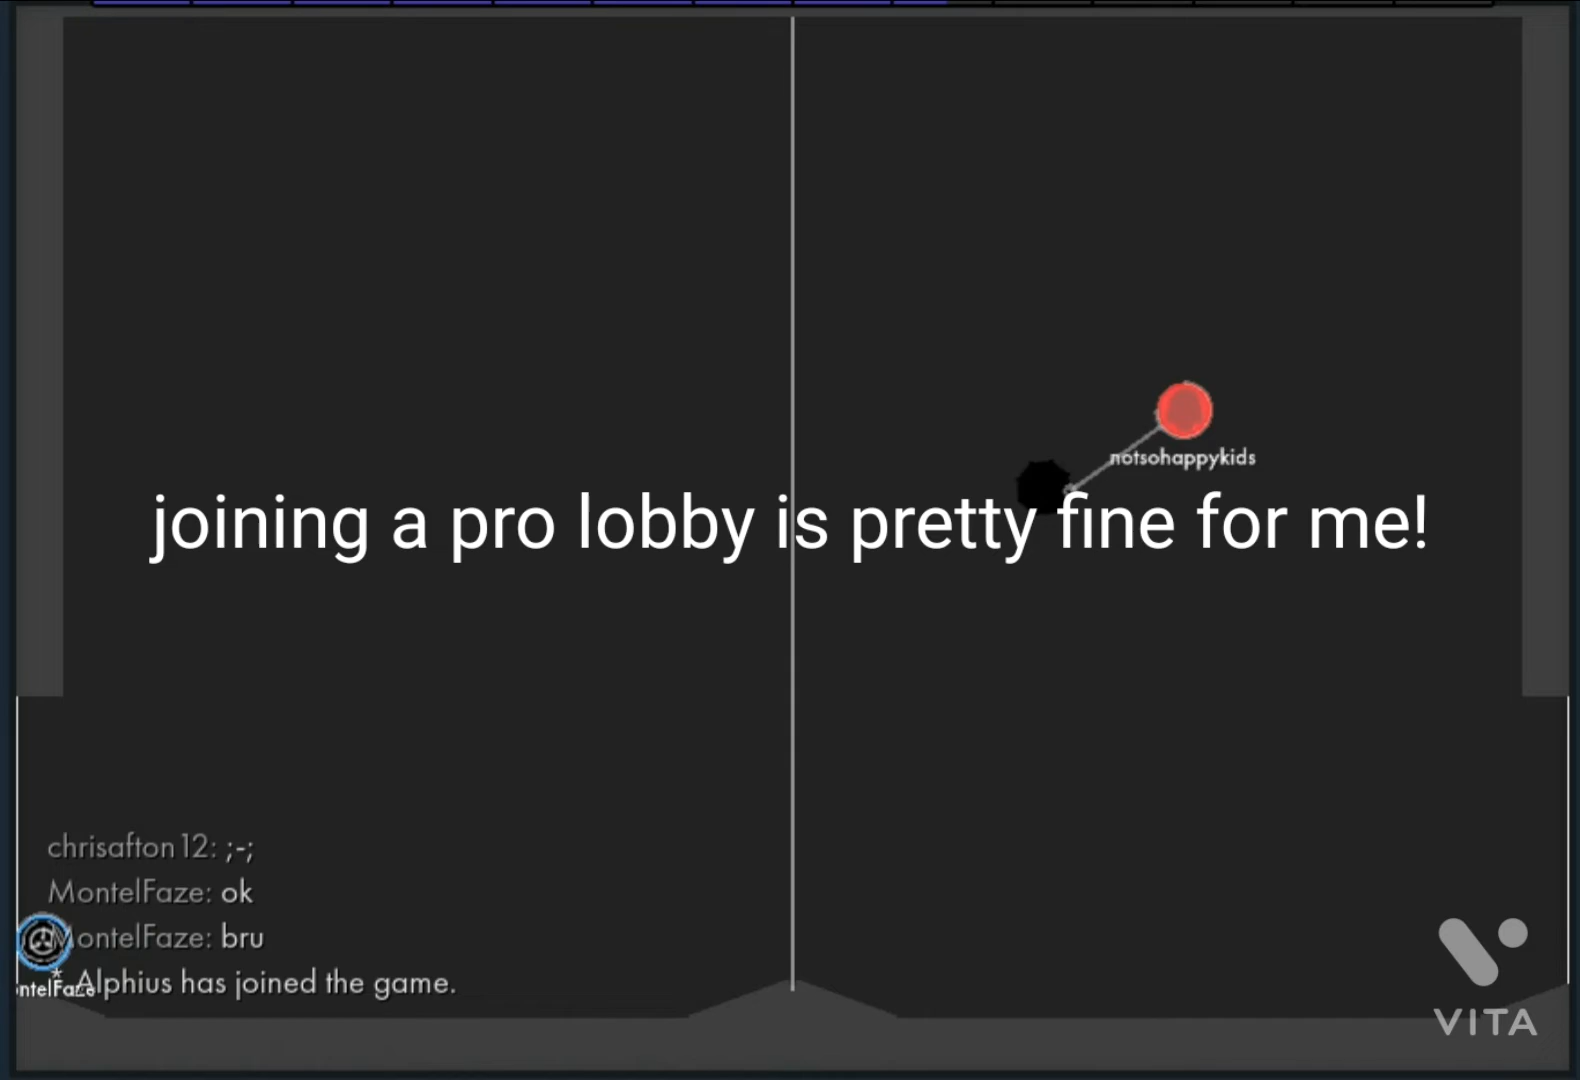 notsohappykids
joining a pro lobby is pretty fine for me!
chrisafton12: ;-;
MontelFaze: ok
MontelFaze: bru
* Alphius has joined the game.
ntelFaze
VITA